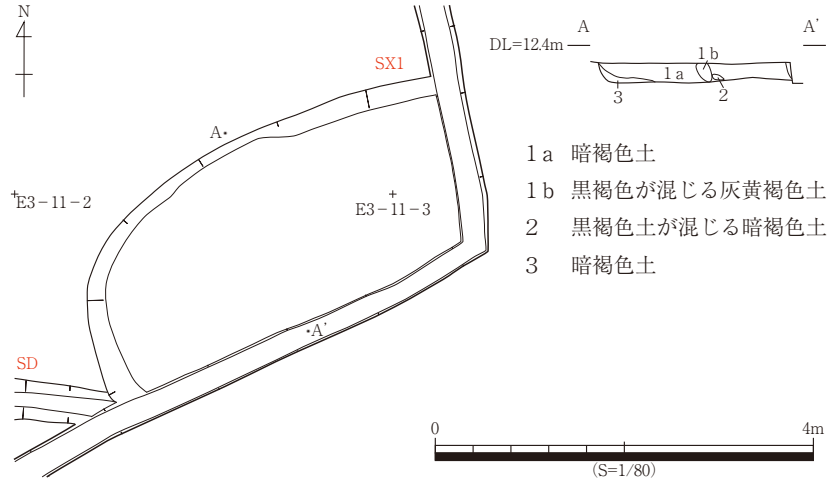 N
SX1
A
E3-11-2
E3-11-3
A'
SD
DL=12.4m
A
A'
1b
1a
3
2
1a 暗褐色土
1b 黒褐色が混じる灰黄褐色土
2 黒褐色土が混じる暗褐色土
3 暗褐色土
0
4m
(S=1/80)